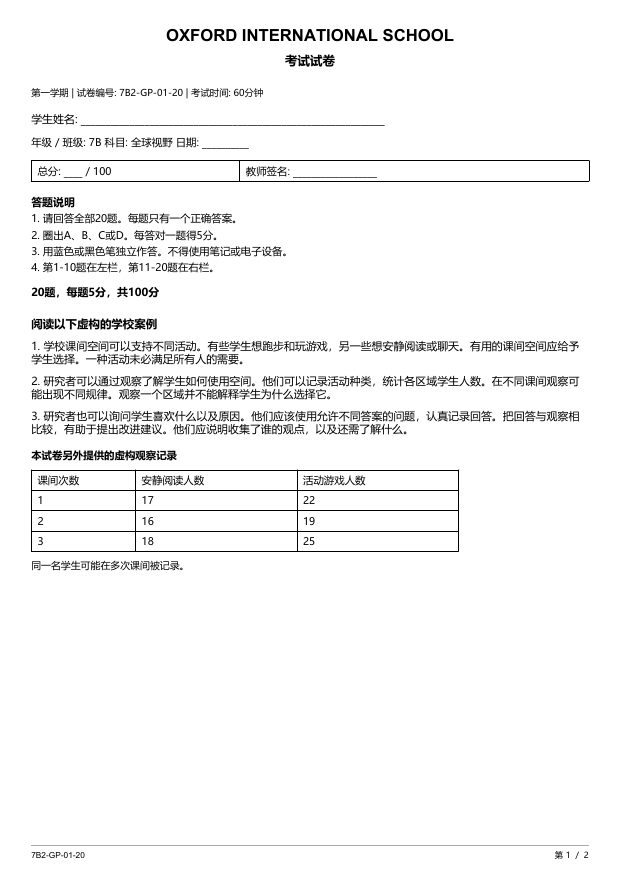 OXFORD INTERNATIONAL SCHOOL
考试试卷
第一学期 | 试卷编号: 7B2-GP-01-20 | 考试时间: 60分钟
学生姓名: ___________________________________________________________
年级 / 班级: 7B 科目: 全球视野 日期: _________
总分: ____ / 100 教师签名: ________________
答题说明
1. 请回答全部20题。每题只有一个正确答案。
2. 圈出A、B、C或D。每答对一题得5分。
3. 用蓝色或黑色笔独立作答。不得使用笔记或电子设备。
4. 第1-10题在左栏，第11-20题在右栏。
20题，每题5分，共100分
阅读以下虚构的学校案例
1. 学校课间空间可以支持不同活动。有些学生想跑步和玩游戏，另一些想安静阅读或聊天。有用的课间空间应给予
学生选择。一种活动未必满足所有人的需要。
2. 研究者可以通过观察了解学生如何使用空间。他们可以记录活动种类，统计各区域学生人数。在不同课间观察可
能出现不同规律。观察一个区域并不能解释学生为什么选择它。
3. 研究者也可以询问学生喜欢什么以及原因。他们应该使用允许不同答案的问题，认真记录回答。把回答与观察相
比较，有助于提出改进建议。他们应说明收集了谁的观点，以及还需了解什么。
本试卷另外提供的虚构观察记录
课间次数 安静阅读人数 活动游戏人数
1 17 22
2 16 19
3 18 25
同一名学生可能在多次课间被记录。
7B2-GP-01-20 第 1 / 2